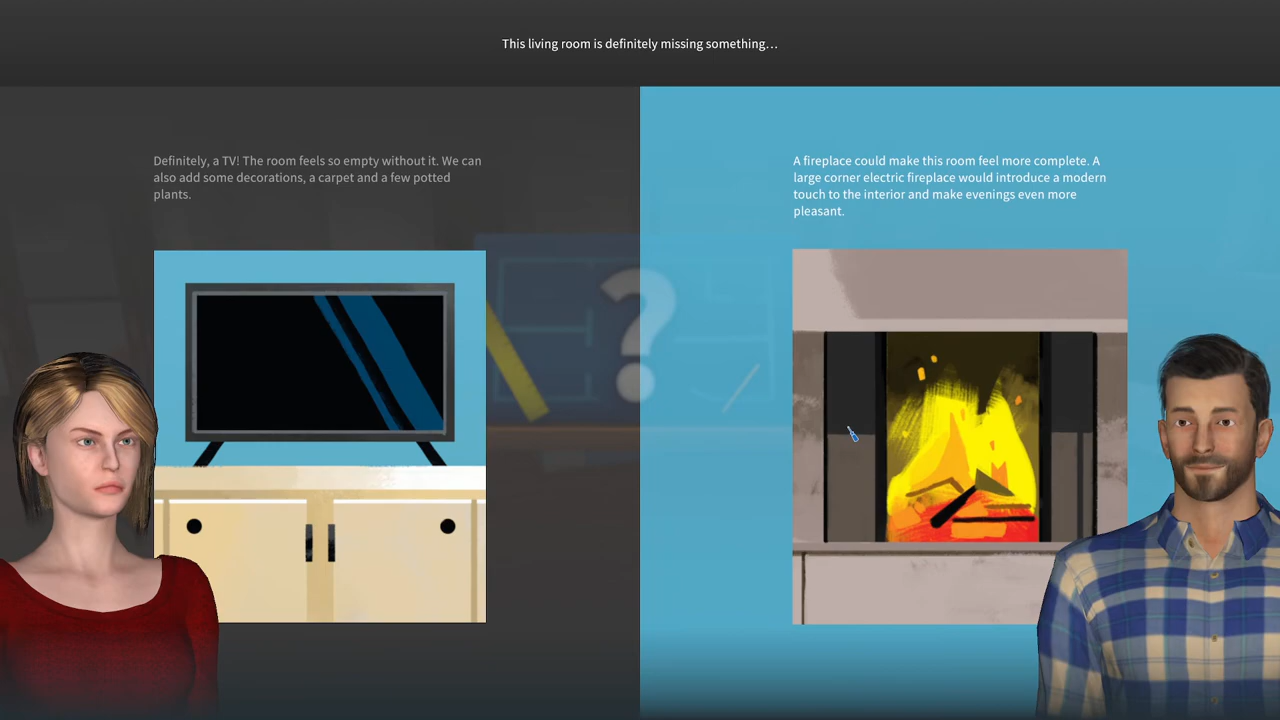 This living room is definitely missing something...
Definitely, a TV! The room feels so empty without it. We can
also add some decorations, a carpet and a few potted
plants.
A fireplace could make this room feel more complete. A
large corner electric fireplace would introduce a modern
touch to the interior and make evenings even more
pleasant.
?